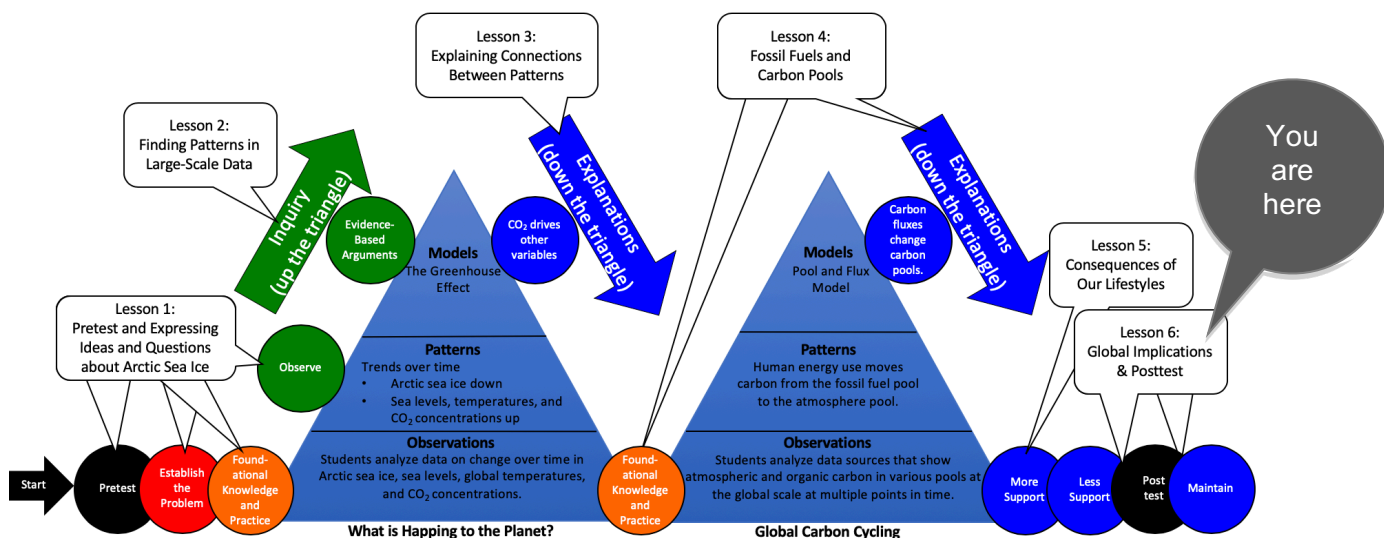 Lesson 3:
Explaining Connections
Between Patterns
Lesson 4:
Fossil Fuels and
Carbon Pools
You
are
here
Lesson 2:
Finding Patterns in
Large-Scale Data
Inquiry
(up the triangle)
Evidence-
Based
Arguments
Models
The Greenhouse
Effect
CO₂ drives
other
variables
Explanations
(down the triangle)
Models
Pool and Flux
Model
Carbon
fluxes
change
carbon
pools.
Explanations
(down the triangle)
Lesson 5:
Consequences of
Our Lifestyles
Lesson 1:
Pretest and Expressing
Ideas and Questions
about Arctic Sea Ice
Observe
Patterns
Trends over time
• Arctic sea ice down
• Sea levels, temperatures, and
CO₂ concentrations up
Patterns
Human energy use moves
carbon from the fossil fuel pool
to the atmosphere pool.
Lesson 6:
Global Implications
& Posttest
Start
Pretest
Establish
the
Problem
Found-
ational
Knowledge
and
Practice
Observations
Students analyze data on change over time in
Arctic sea ice, sea levels, global temperatures,
and CO₂ concentrations.
Found-
ational
Knowledge
and
Practice
Observations
Students analyze data sources that show
atmospheric and organic carbon in various pools at
the global scale at multiple points in time.
More
Support
Less
Support
Post
test
Maintain
What is Happing to the Planet?
Global Carbon Cycling